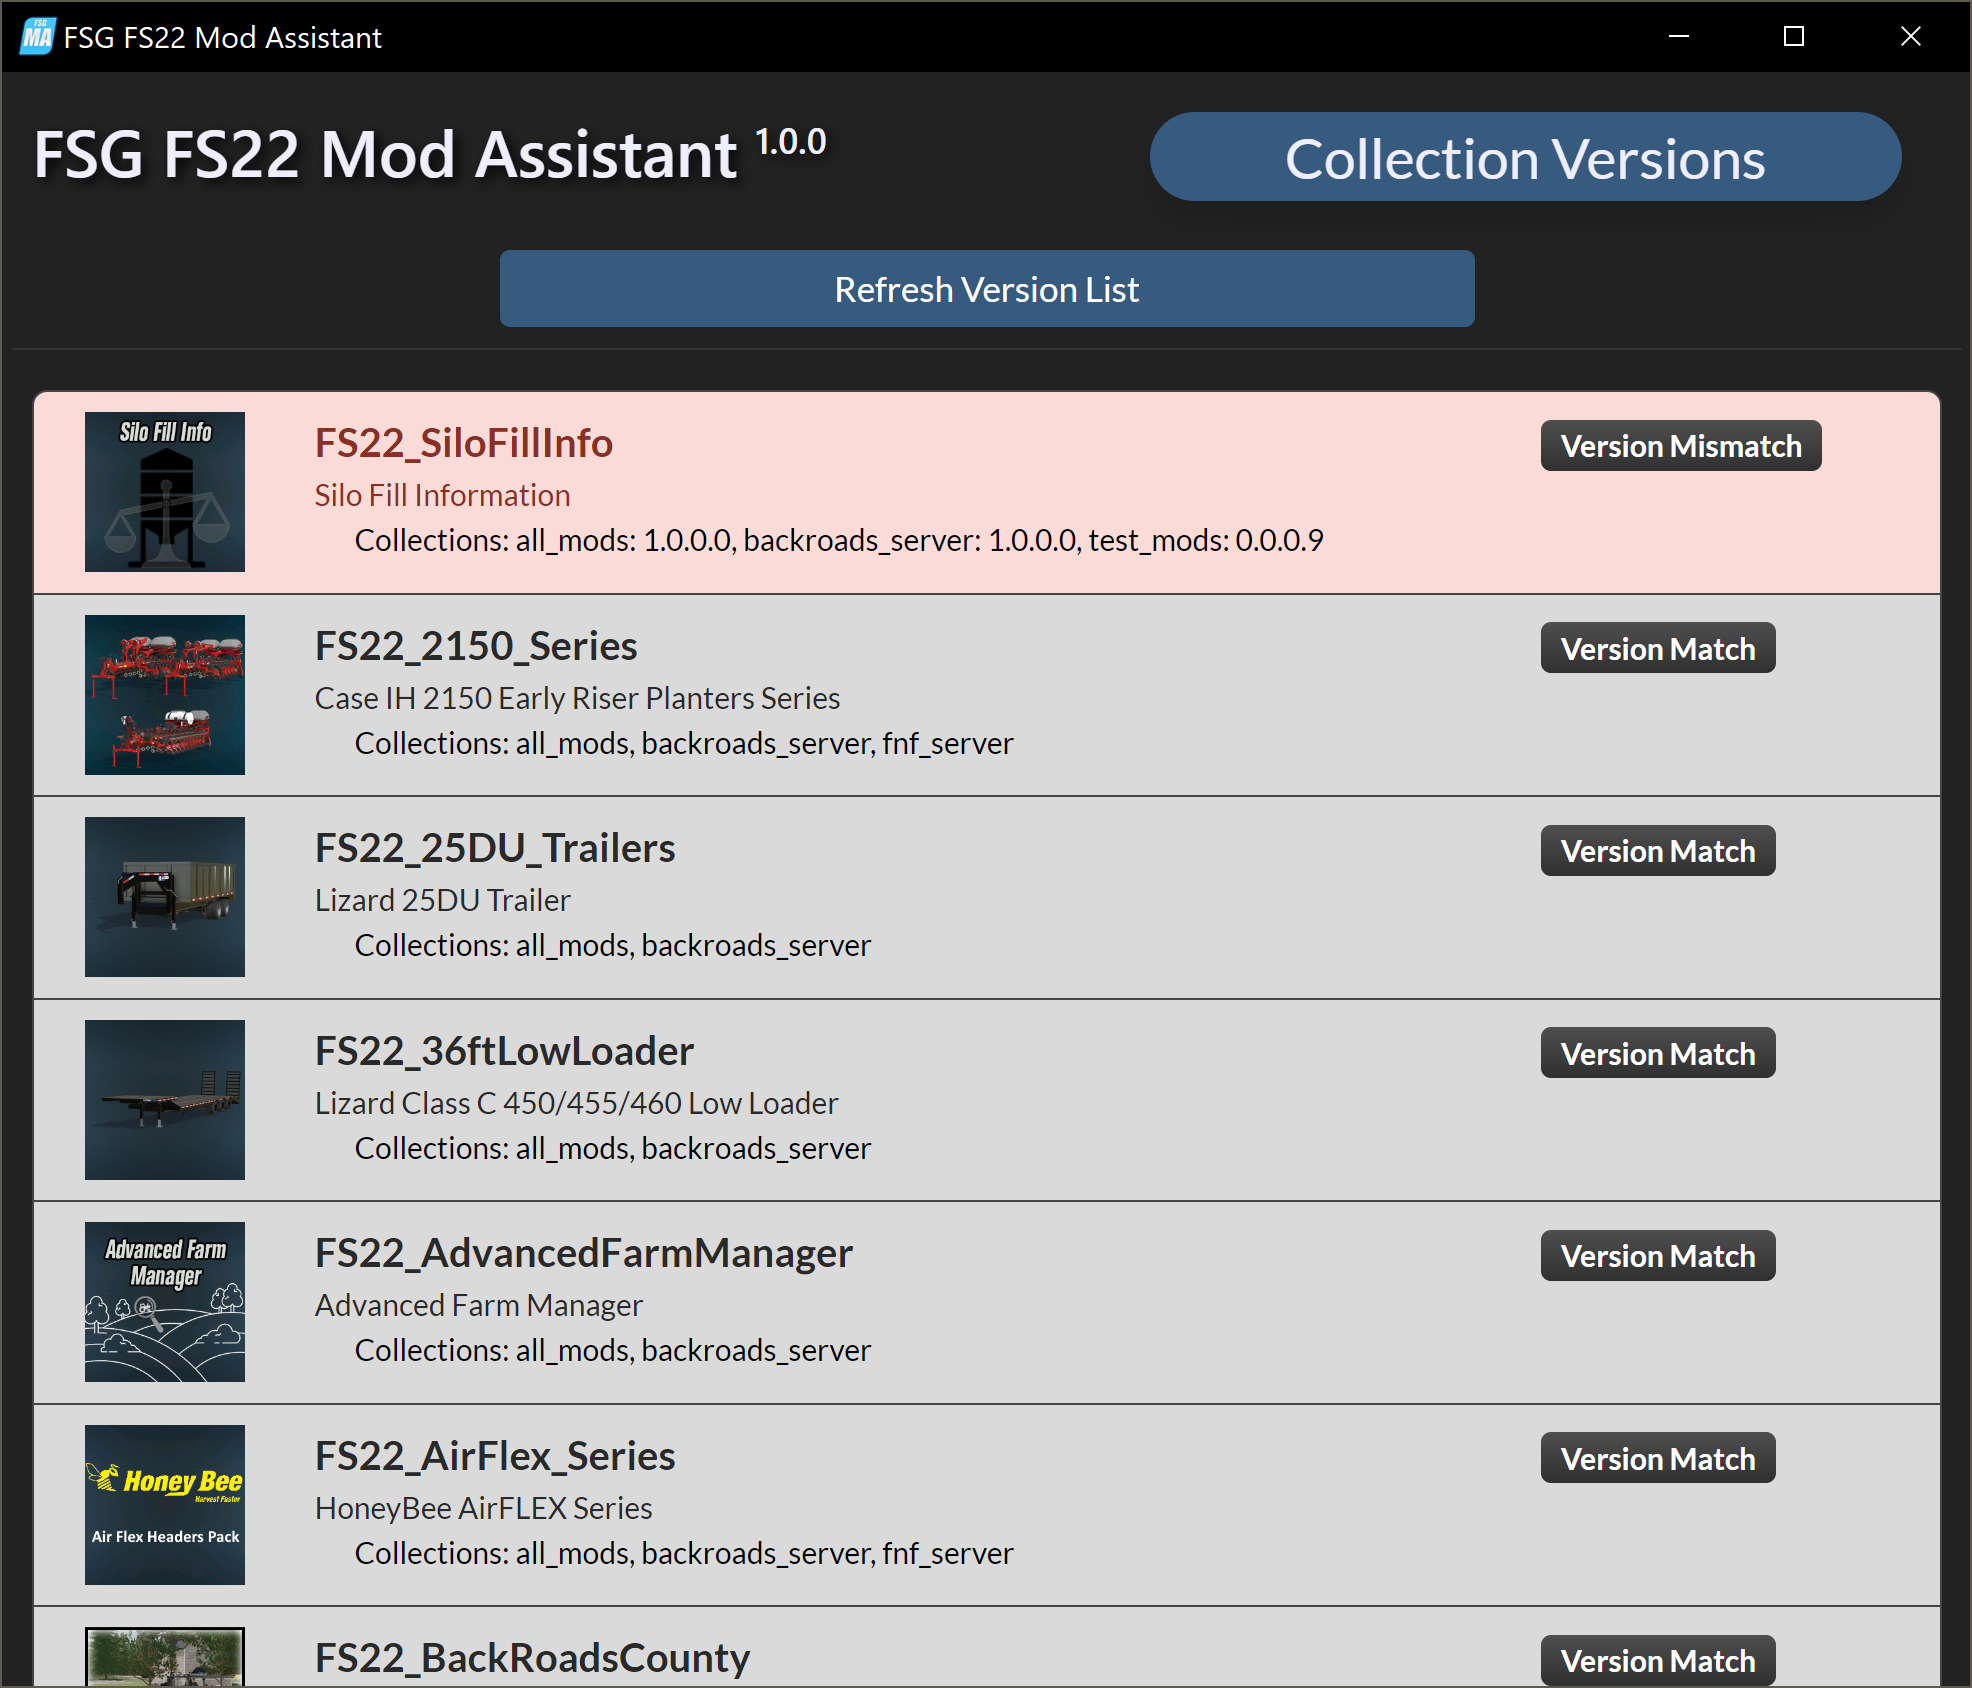 FSG MA FSG FS22 Mod Assistant
FSG FS22 Mod Assistant 1.0.0
Collection Versions
Refresh Version List
Silo Fill Info
FS22_SiloFillInfo
Version Mismatch
Silo Fill Information
Collections: all_mods: 1.0.0.0, backroads_server: 1.0.0.0, test_mods: 0.0.0.9
FS22_2150_Series
Version Match
Case IH 2150 Early Riser Planters Series
Collections: all_mods, backroads_server, fnf_server
FS22_25DU_Trailers
Version Match
Lizard 25DU Trailer
Collections: all_mods, backroads_server
FS22_36ftLowLoader
Version Match
Lizard Class C 450/455/460 Low Loader
Collections: all_mods, backroads_server
Advanced Farm
Manager
FS22_AdvancedFarmManager
Version Match
Advanced Farm Manager
Collections: all_mods, backroads_server
Honey Bee
Harvest Faster
Air Flex Headers Pack
FS22_AirFlex_Series
Version Match
HoneyBee AirFLEX Series
Collections: all_mods, backroads_server, fnf_server
FS22_BackRoadsCounty
Version Match